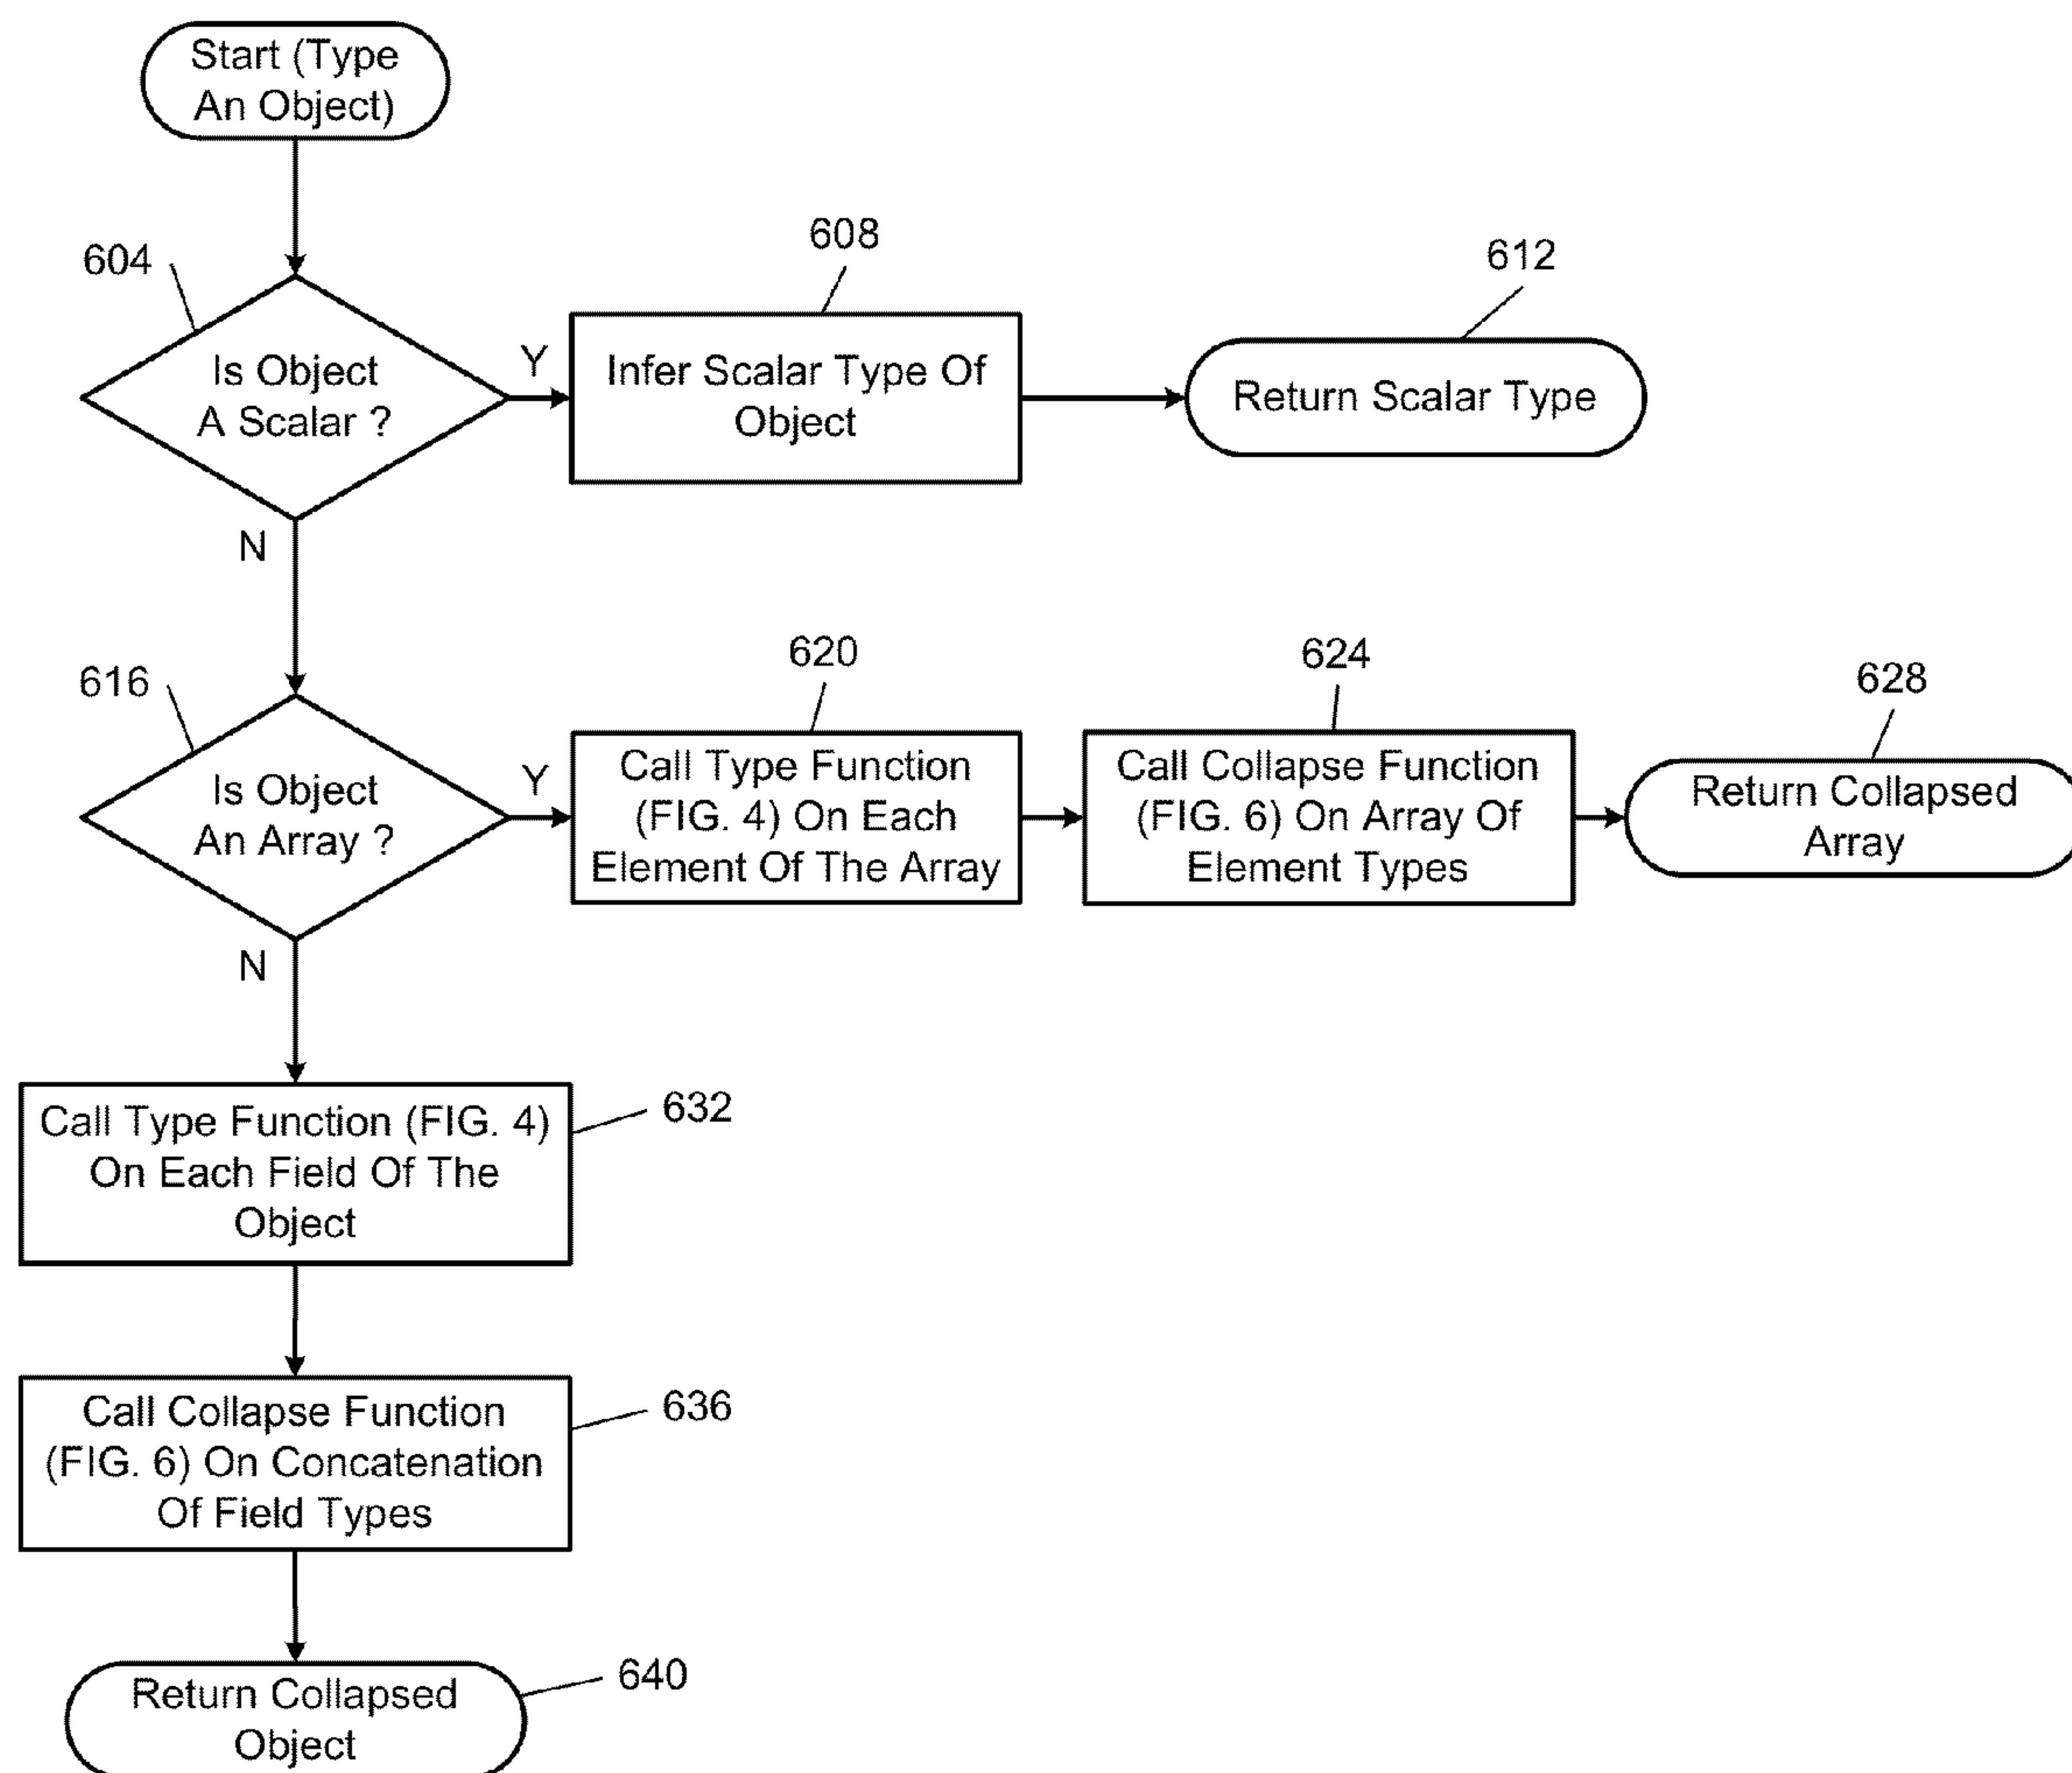 Start (Type
An Object)
604
Is Object
A Scalar ?
Y
608
Infer Scalar Type Of
Object
612
Return Scalar Type
N
616
Is Object
An Array ?
Y
620
Call Type Function
(FIG. 4) On Each
Element Of The Array
624
Call Collapse Function
(FIG. 6) On Array Of
Element Types
628
Return Collapsed
Array
N
Call Type Function (FIG. 4)
On Each Field Of The
Object
632
Call Collapse Function
(FIG. 6) On Concatenation
Of Field Types
636
Return Collapsed
Object
640